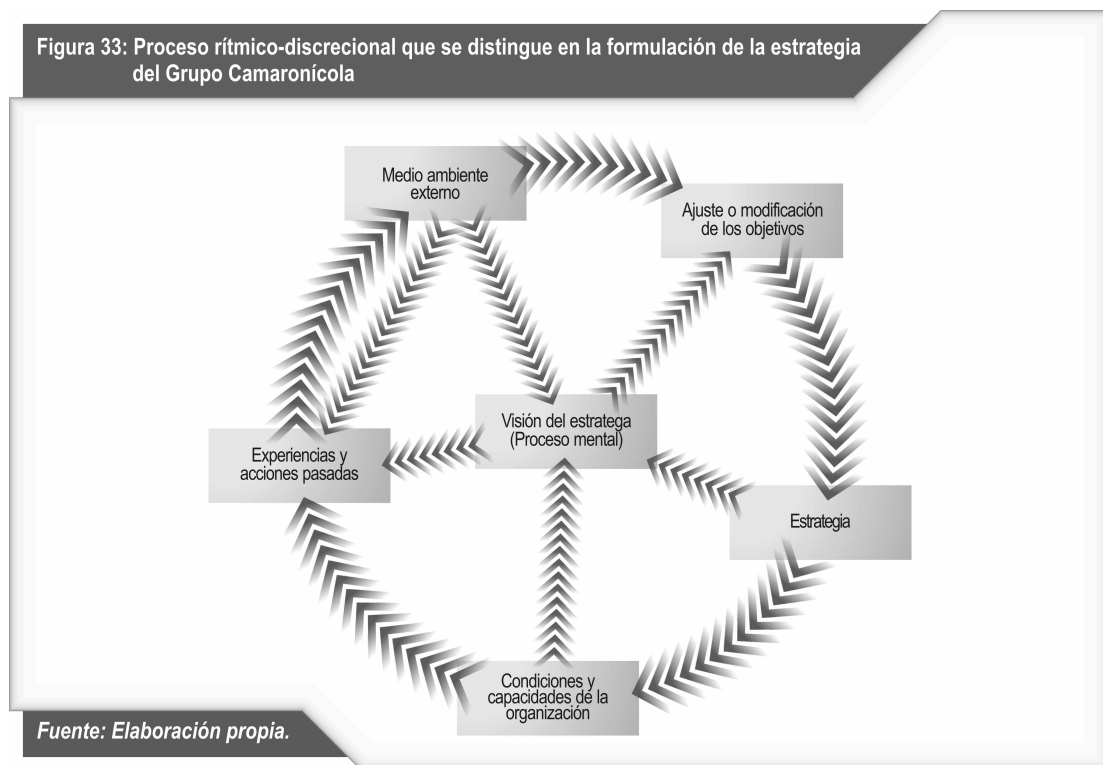 Figura 33: Proceso rítmico-discrecional que se distingue en la formulación de la estrategia
del Grupo Camaronícola
Medio ambiente
externo
Ajuste o modificación
de los objetivos
Visión del estratega
(Proceso mental)
Experiencias y
acciones pasadas
Estrategia
Condiciones y
capacidades de la
organización
Fuente: Elaboración propia.